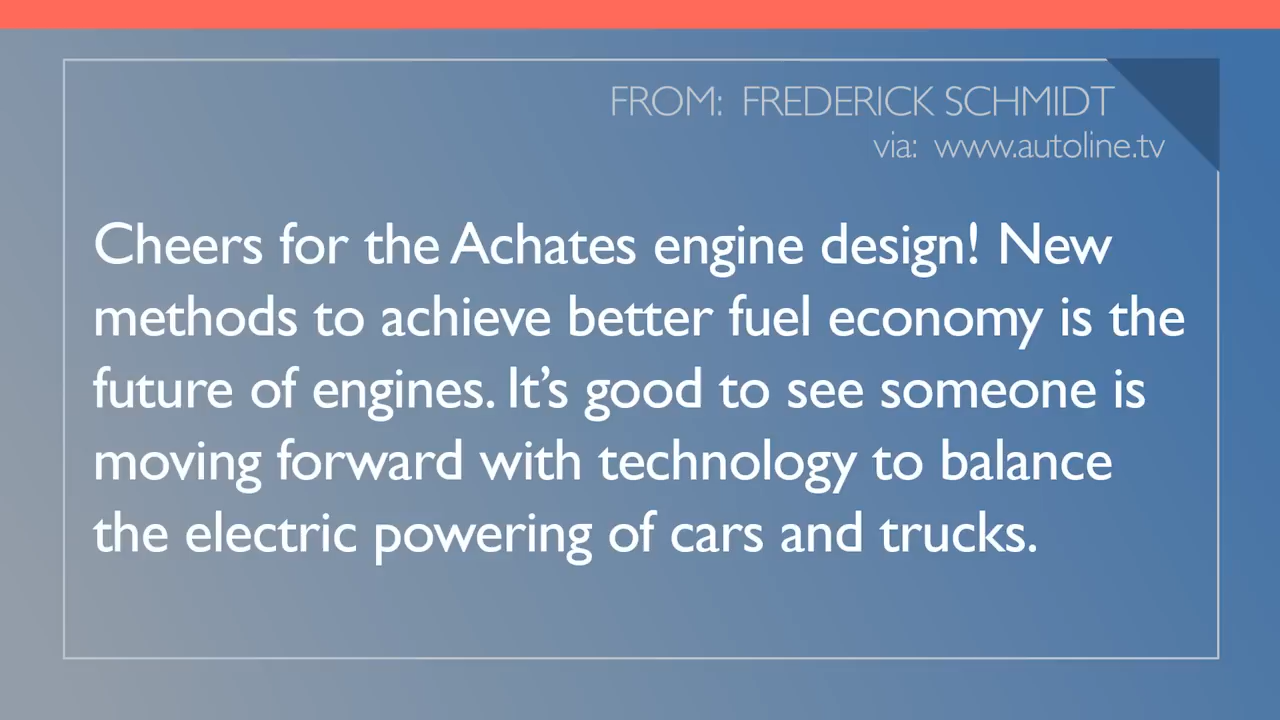 FROM: FREDERICK SCHMIDT
via: www.autoline.tv
Cheers for the Achates engine design! New
methods to achieve better fuel economy is the
future of engines. It’s good to see someone is
moving forward with technology to balance
the electric powering of cars and trucks.